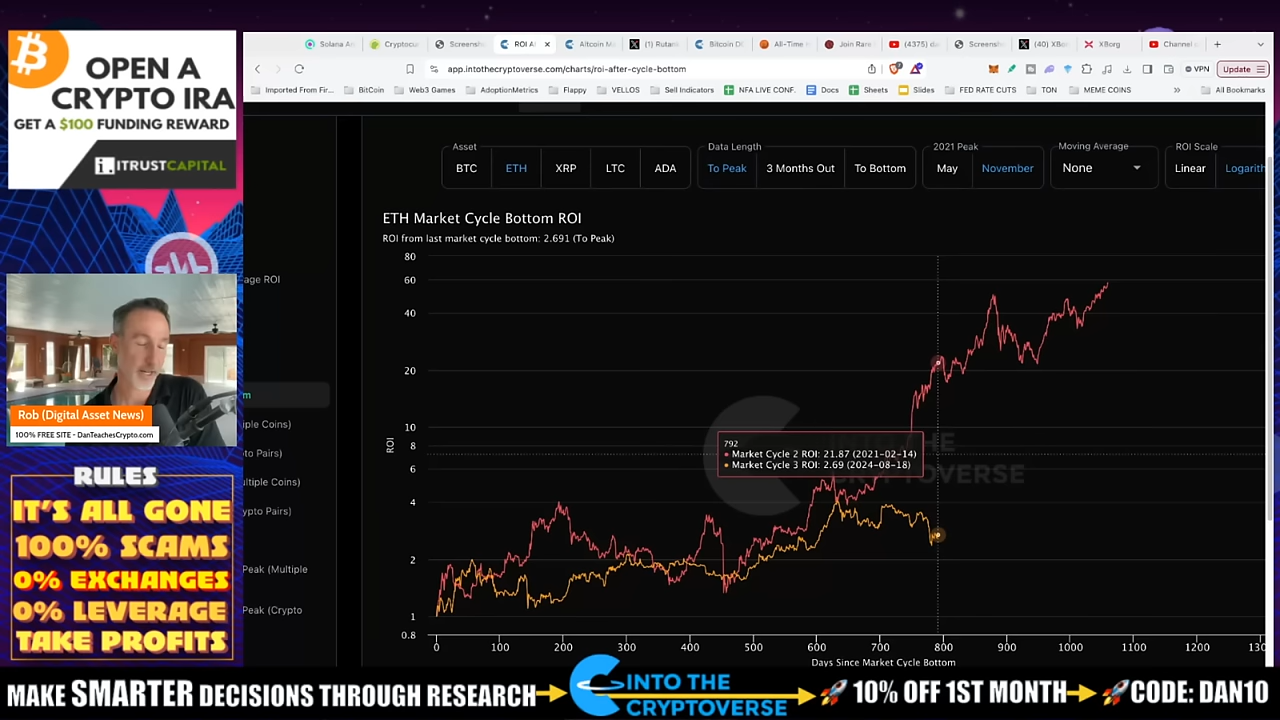 OPEN A
CRYPTO IRA
GET A $100 FUNDING REWARD
i. iTRUSTCAPITAL
Rob (Digital Asset News)
100% FREE SITE - DanTeachesCrypto.com
RULES
IT'S ALL GONE
100% SCAMS
0% EXCHANGES
0% LEVERAGE
TAKE PROFITS
Solana As
Cryptocu
Screensh
ROI A
Altcoin M
(1) Rutan
Bitcoin D
All-Time
Join Rare
(4375) da
Screensh
(40) XBor
XBorg
Channel
app.intothecryptoverse.com/charts/roi-after-cycle-bottom
VPN
Update
Imported From Fir...
BitCoin
Web3 Games
AdoptionMetrics
Flappy
VELLOS
Sell Indicators
NFA LIVE CONF.
Docs
Sheets
Slides
FED RATE CUTS
TON
MEME COINS
All Bookmarks
Asset
BTC
ETH
XRP
LTC
ADA
Data Length
To Peak
3 Months Out
To Bottom
2021 Peak
May
November
Moving Average
None
ROI Scale
Linear
Logarith
age ROI
m
iple Coins)
to Pairs)
ultiple Coins)
ypto Pairs)
Peak (Multiple
Peak (Crypto
ETH Market Cycle Bottom ROI
ROI from last market cycle bottom: 2.691 (To Peak)
80
60
40
20
10
8
6
4
2
1
0.8
ROI
792
Market Cycle 2 ROI: 21.87 (2021-02-14)
Market Cycle 3 ROI: 2.69 (2024-08-18)
0
100
200
300
400
500
600
700
800
900
1000
1100
1200
130
Days Since Market Cycle Bottom
MAKE SMARTER DECISIONS THROUGH RESEARCH
INTO THE
CRYPTOVERSE
10% OFF 1ST MONTH
CODE: DAN10